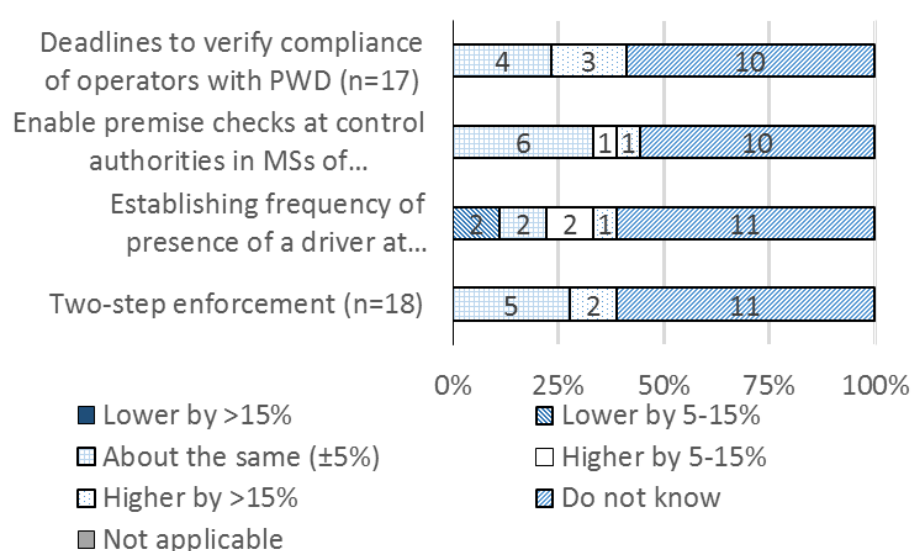 Deadlines to verify compliance
of operators with PWD (n=17)
4 3 10
Enable premise checks at control
authorities in MSs of...
6 1 1 10
Establishing frequency of
presence of a driver at...
2 2 2 1 11
Two-step enforcement (n=18)
5 2 11
0% 25% 50% 75% 100%
Lower by >15%
Lower by 5-15%
About the same (±5%)
Higher by 5-15%
Higher by >15%
Do not know
Not applicable